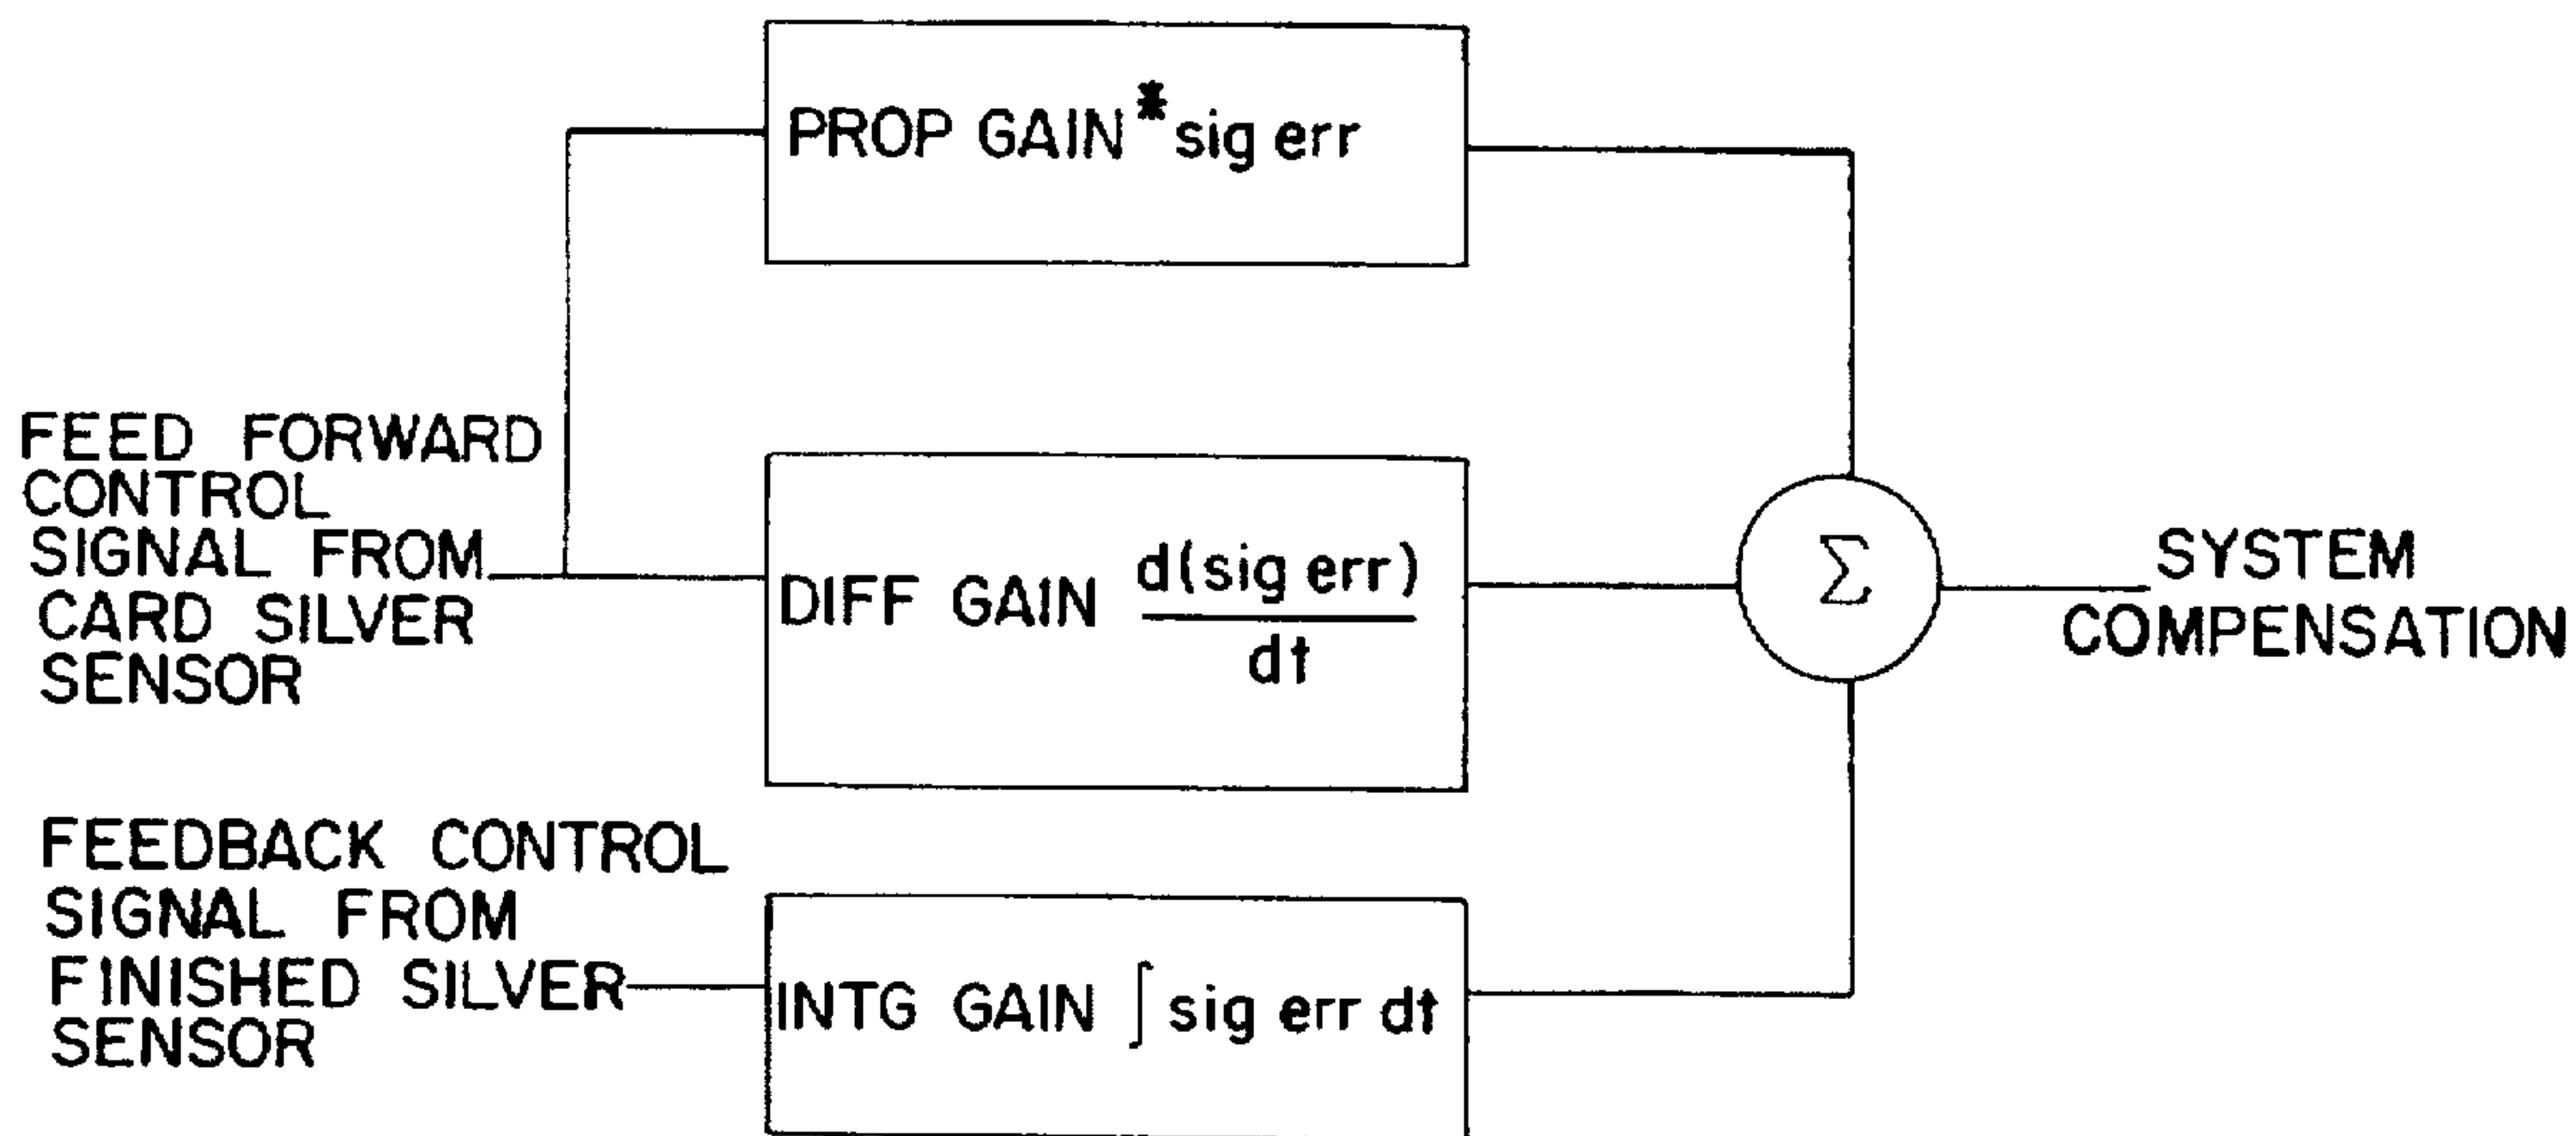 PROP GAIN * sig err
FEED FORWARD
CONTROL
SIGNAL FROM
CARD SILVER
SENSOR
DIFF GAIN d(sig err)
dt
Σ
SYSTEM
COMPENSATION
FEEDBACK CONTROL
SIGNAL FROM
FINISHED SILVER
SENSOR
INTG GAIN ∫ sig err dt